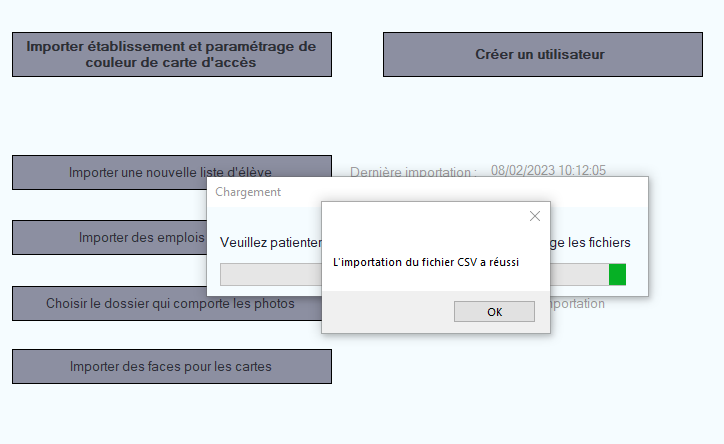 Importer établissement et paramétrage de
couleur de carte d'accès
Créer un utilisateur
Importer une nouvelle liste d'élève
Dernière importation :
08/02/2023 10:12:05
Chargement
Importer des emplois
Veuillez patienter
ge les fichiers
L'importation du fichier CSV a réussi
OK
Choisir le dossier qui comporte les photos
mportation
Importer des faces pour les cartes